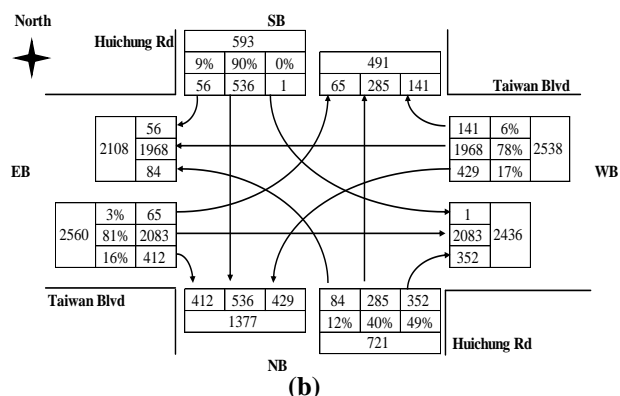 North
SB
Huichung Rd
593
9% 90% 0%
56 536 1
491
65 285 141
Taiwan Blvd
2108
56
1968
84
141 6%
1968 78%
429 17%
2538
EB
WB
2560
3% 65
81% 2083
16% 412
1
2083
352
2436
Taiwan Blvd
412 536 429
1377
84 285 352
12% 40% 49%
721
Huichung Rd
NB
(b)